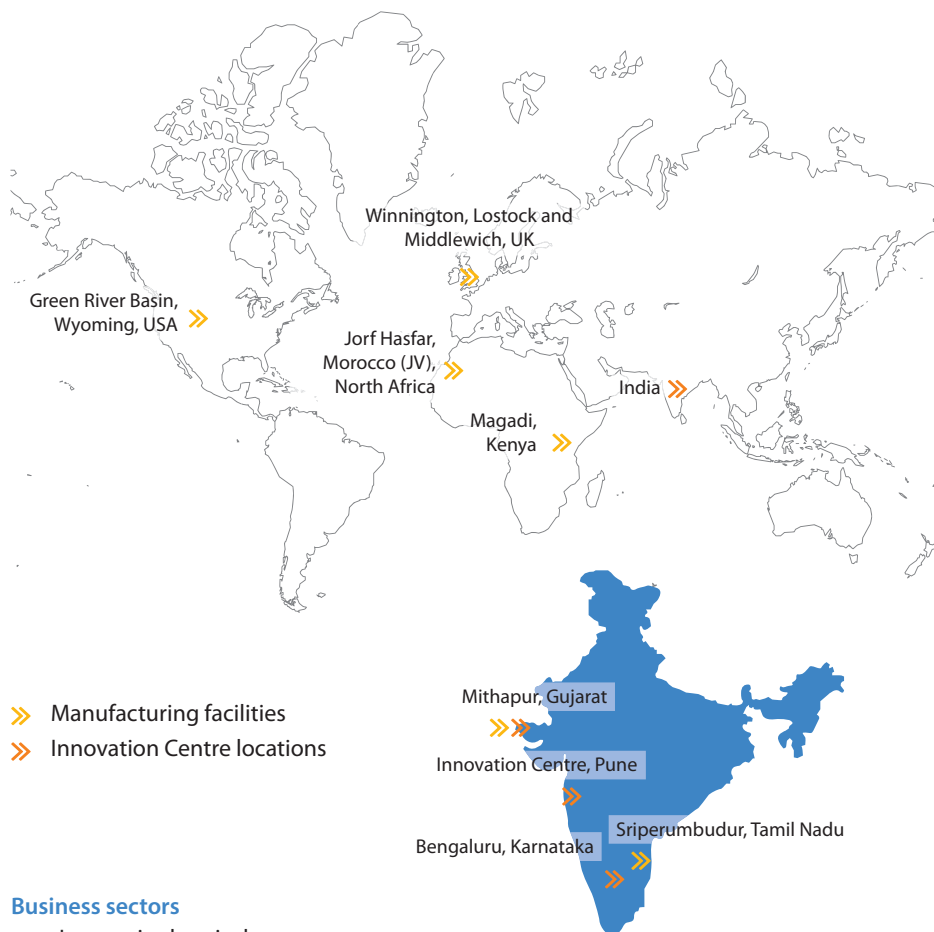 Winnington, Lostock and
Middlewich, UK
Green River Basin,
Wyoming, USA
Jorf Hasfar,
Morocco (JV),
North Africa
India
Magadi,
Kenya
Mithapur, Gujarat
Manufacturing facilities
Innovation Centre locations
Innovation Centre, Pune
Sriperumbudur, Tamil Nadu
Bengaluru, Karnataka
Business sectors